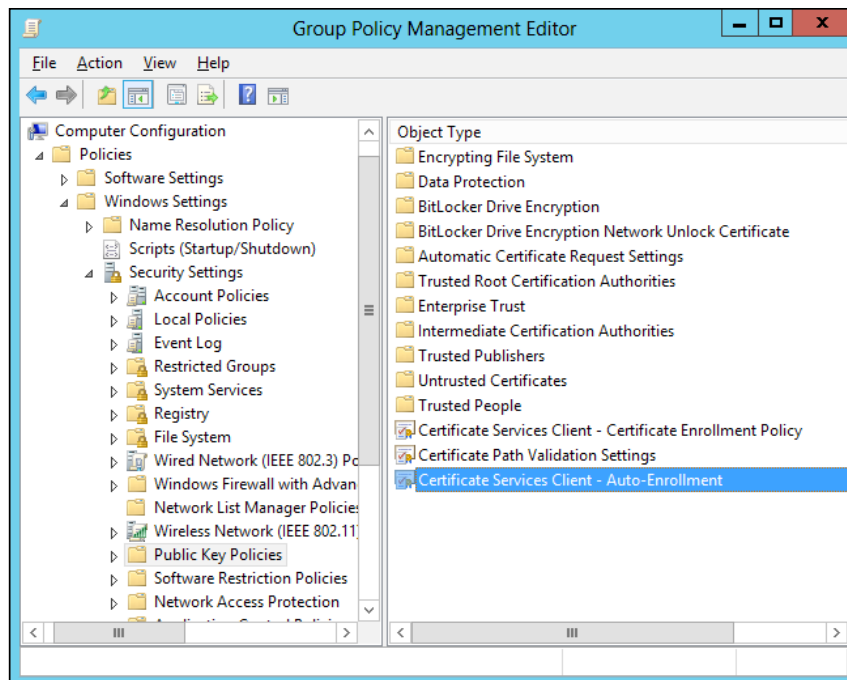 Group Policy Management Editor
File Action View Help
Computer Configuration
Policies
Software Settings
Windows Settings
Name Resolution Policy
Scripts (Startup/Shutdown)
Security Settings
Account Policies
Local Policies
Event Log
Restricted Groups
System Services
Registry
File System
Wired Network (IEEE 802.3) Pc
Windows Firewall with Advan
Network List Manager Policies
Wireless Network (IEEE 802.11)
Public Key Policies
Software Restriction Policies
Network Access Protection
Object Type
Encrypting File System
Data Protection
BitLocker Drive Encryption
BitLocker Drive Encryption Network Unlock Certificate
Automatic Certificate Request Settings
Trusted Root Certification Authorities
Enterprise Trust
Intermediate Certification Authorities
Trusted Publishers
Untrusted Certificates
Trusted People
Certificate Services Client - Certificate Enrollment Policy
Certificate Path Validation Settings
Certificate Services Client - Auto-Enrollment